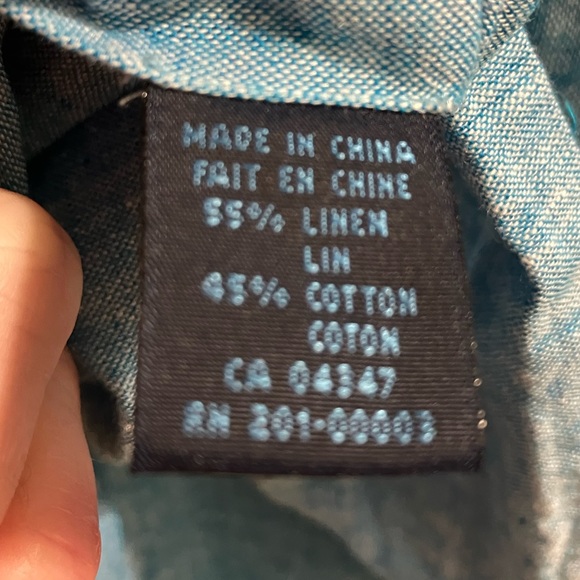 MADE IN CHINA
FAIT EN CHINE
55% LINEN
LIN
45% COTTON
COTON
CA 04347
RN 201-00003